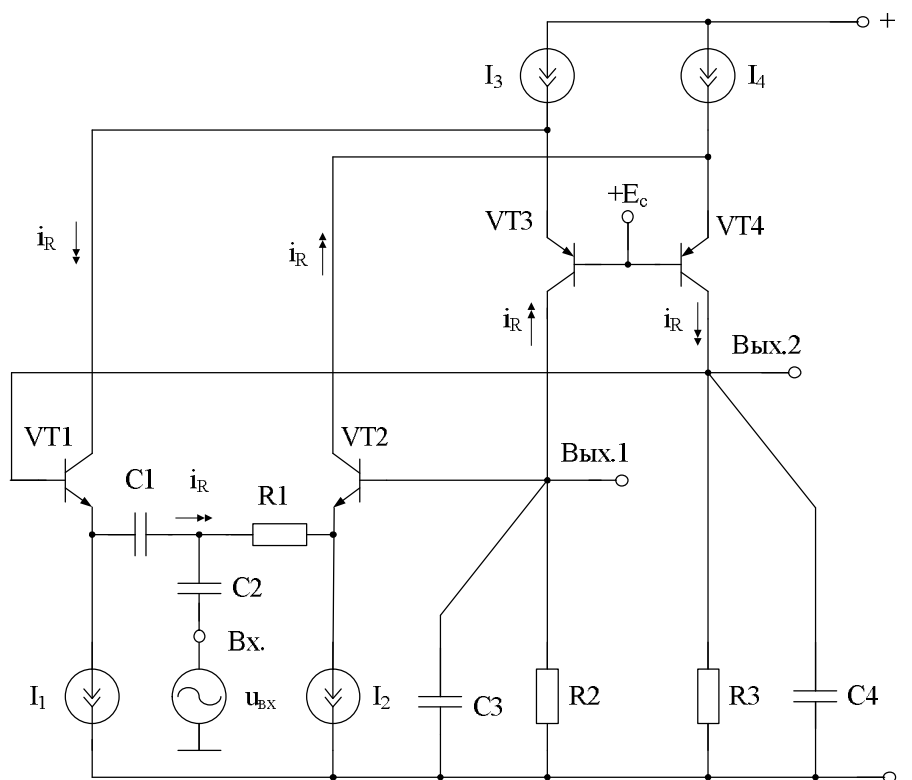 +
I3
I4
+Ec
VT3
VT4
iR
iR
iR
iR
Вых.2
VT1
VT2
Вых.1
C1
iR
R1
C2
Вх.
I1
uвх
I2
C3
R2
R3
C4